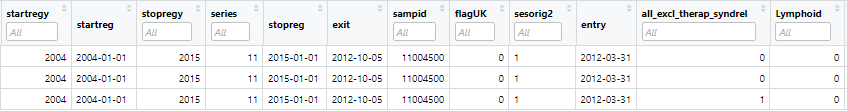 startregy startreg stopregy series stopreg exit sampid flagUK sesorig2 entry all_excl_therap_syndrel Lymphoid
All All All All All All All All All All All All
2004 2004-01-01 2015 11 2015-01-01 2012-10-05 11004500 0 1 2012-03-31 0 0
2004 2004-01-01 2015 11 2015-01-01 2012-10-05 11004500 0 1 2012-03-31 0 0
2004 2004-01-01 2015 11 2015-01-01 2012-10-05 11004500 0 1 2012-03-31 1 0